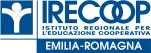 IRECOOP
ISTITUTO REGIONALE PER
L'EDUCAZIONE COOPERATIVA
EMILIA-ROMAGNA